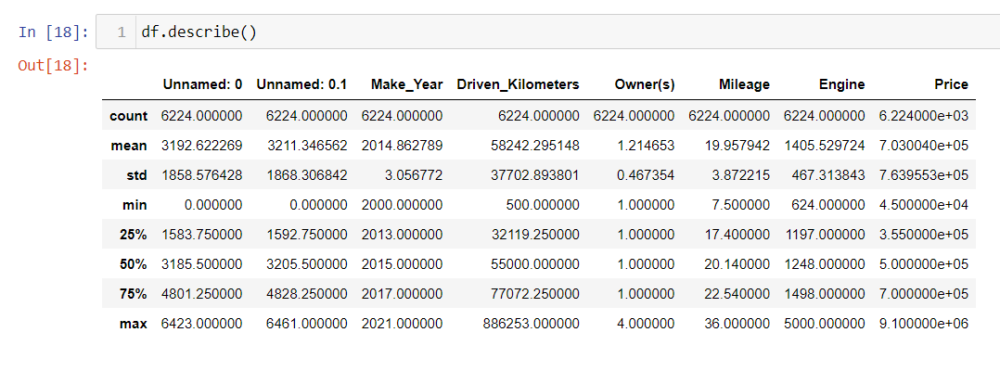 In [18]: 1 df.describe()
Out[18]:
Unnamed: 0 Unnamed: 0.1 Make_Year Driven_Kilometers Owner(s) Mileage Engine Price
count 6224.000000 6224.000000 6224.000000 6224.000000 6224.000000 6224.000000 6224.000000 6.224000e+03
mean 3192.622269 3211.346562 2014.862789 58242.295148 1.214653 19.957942 1405.529724 7.030040e+05
std 1858.576428 1868.306842 3.056772 37702.893801 0.467354 3.872215 467.313843 7.639553e+05
min 0.000000 0.000000 2000.000000 500.000000 1.000000 7.500000 624.000000 4.500000e+04
25% 1583.750000 1592.750000 2013.000000 32119.250000 1.000000 17.400000 1197.000000 3.550000e+05
50% 3185.500000 3205.500000 2015.000000 55000.000000 1.000000 20.140000 1248.000000 5.000000e+05
75% 4801.250000 4828.250000 2017.000000 77072.250000 1.000000 22.540000 1498.000000 7.000000e+05
max 6423.000000 6461.000000 2021.000000 886253.000000 4.000000 36.000000 5000.000000 9.100000e+06